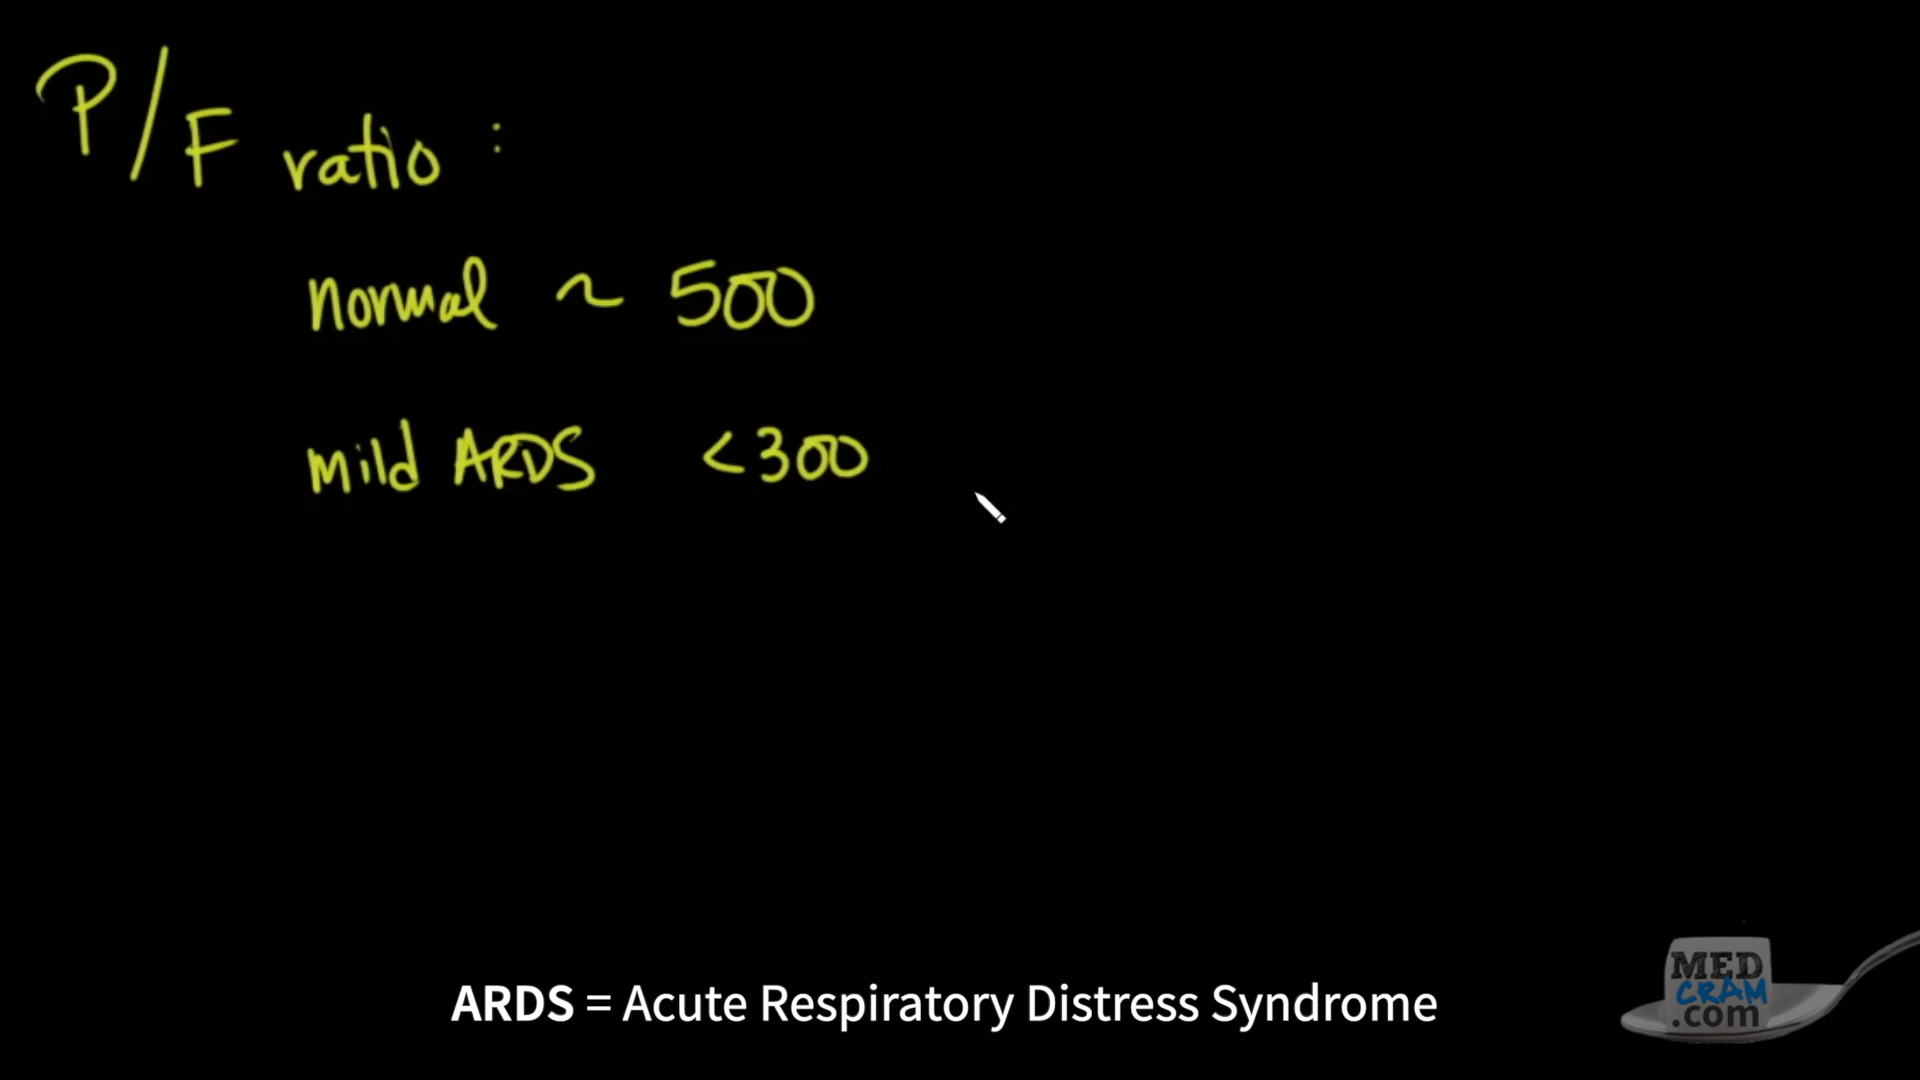 P/F ratio :
normal ~ 500
mild ARDS <300
ARDS = Acute Respiratory Distress Syndrome
MED
CRAM
.com